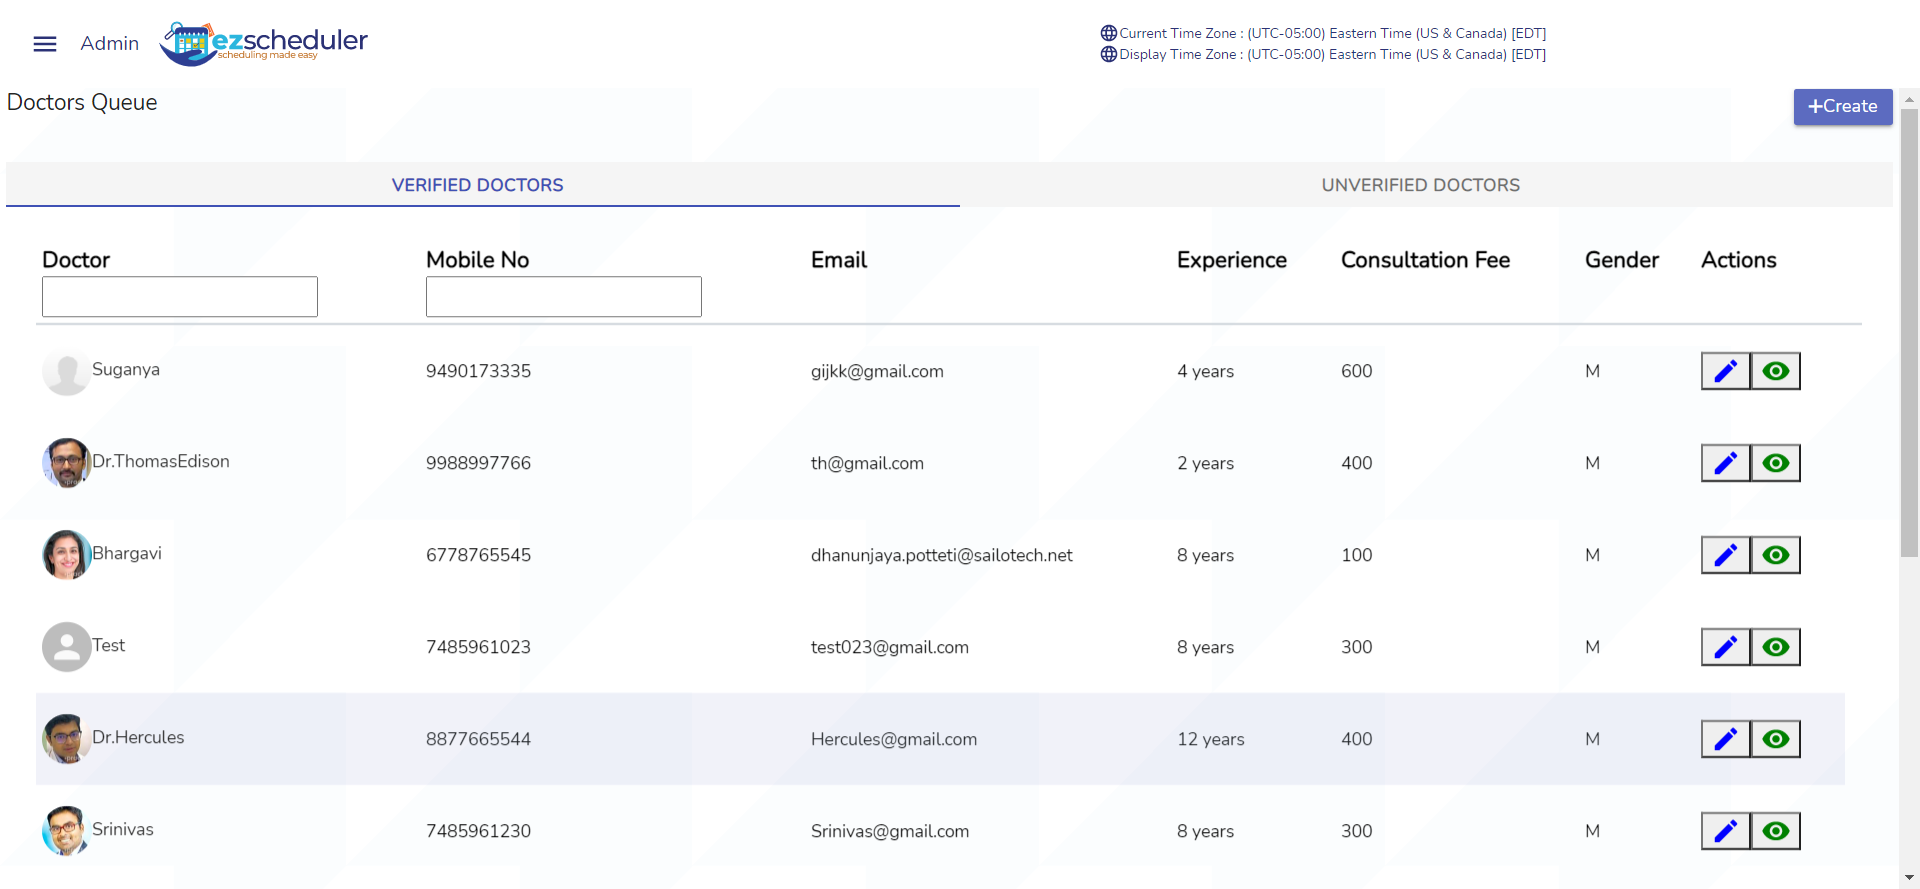 Admin
ezscheduler
scheduling made easy
Current Time Zone : (UTC-05:00) Eastern Time (US & Canada) [EDT]
Display Time Zone : (UTC-05:00) Eastern Time (US & Canada) [EDT]
Doctors Queue
+Create
VERIFIED DOCTORS UNVERIFIED DOCTORS
Doctor Mobile No Email Experience Consultation Fee Gender Actions
Suganya 9490173335 gijkk@gmail.com 4 years 600 M
Dr.ThomasEdison 9988997766 th@gmail.com 2 years 400 M
Bhargavi 6778765545 dhanunjaya.potteti@sailotech.net 8 years 100 M
Test 7485961023 test023@gmail.com 8 years 300 M
Dr.Hercules 8877665544 Hercules@gmail.com 12 years 400 M
Srinivas 7485961230 Srinivas@gmail.com 8 years 300 M